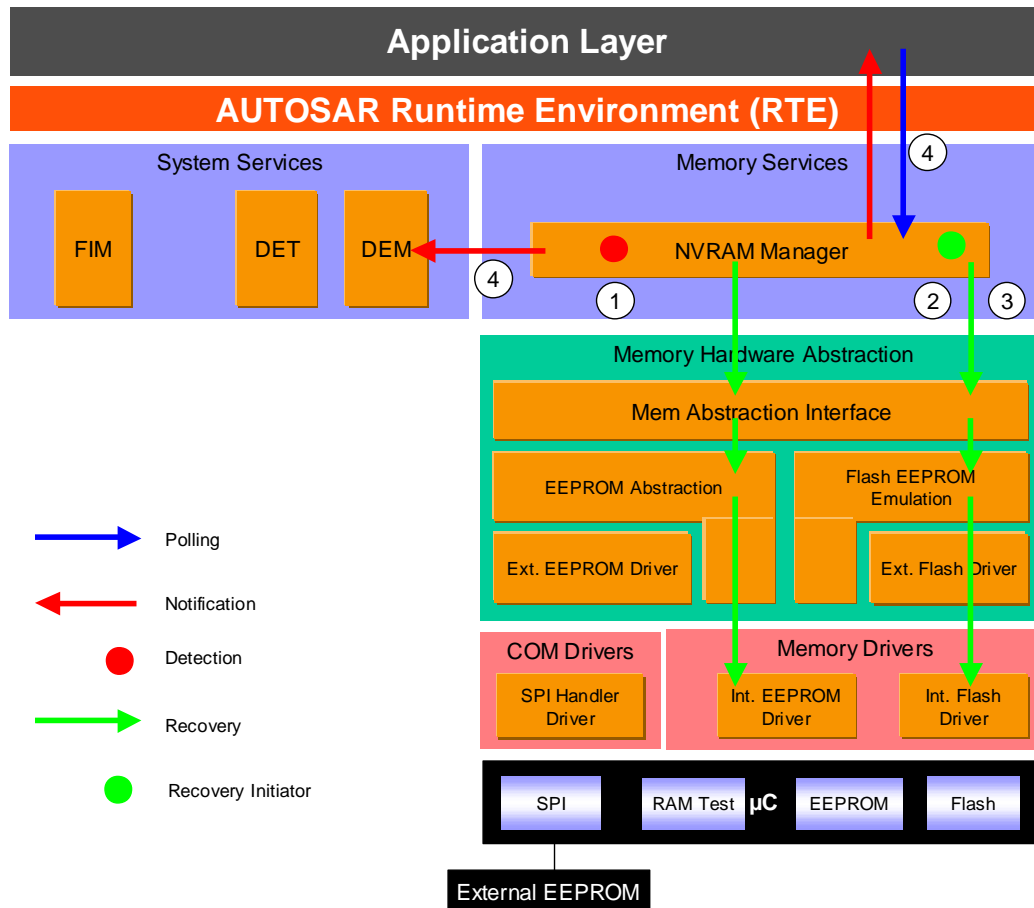 Application Layer
AUTOSAR Runtime Environment (RTE)
System Services
Memory Services
4
FIM
DET
DEM
NVRAM Manager
4
1
2
3
Memory Hardware Abstraction
Mem Abstraction Interface
EEPROM Abstraction
Flash EEPROM
Emulation
Ext. EEPROM Driver
Ext. Flash Driver
COM Drivers
Memory Drivers
SPI Handler
Driver
Int. EEPROM
Driver
Int. Flash
Driver
SPI
RAM Test
µC
EEPROM
Flash
External EEPROM
Polling
Notification
Detection
Recovery
Recovery Initiator